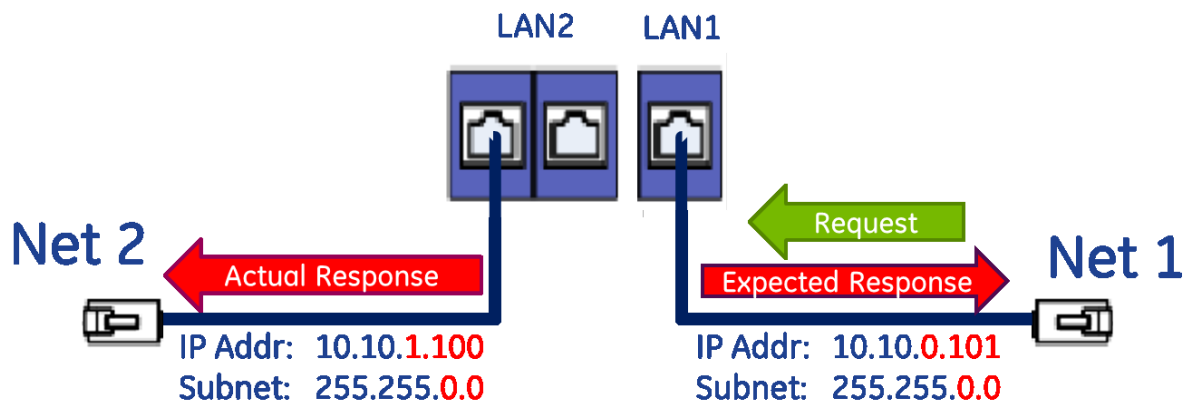 LAN2
LAN1
Request
Net 2
Net 1
Actual Response
Expected Response
IP Addr: 10.10.1.100
Subnet: 255.255.0.0
IP Addr: 10.10.0.101
Subnet: 255.255.0.0